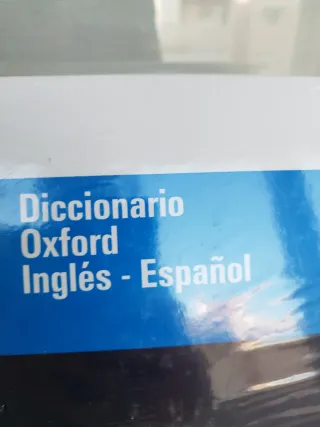 Diccionario
Oxford
Inglés - Español